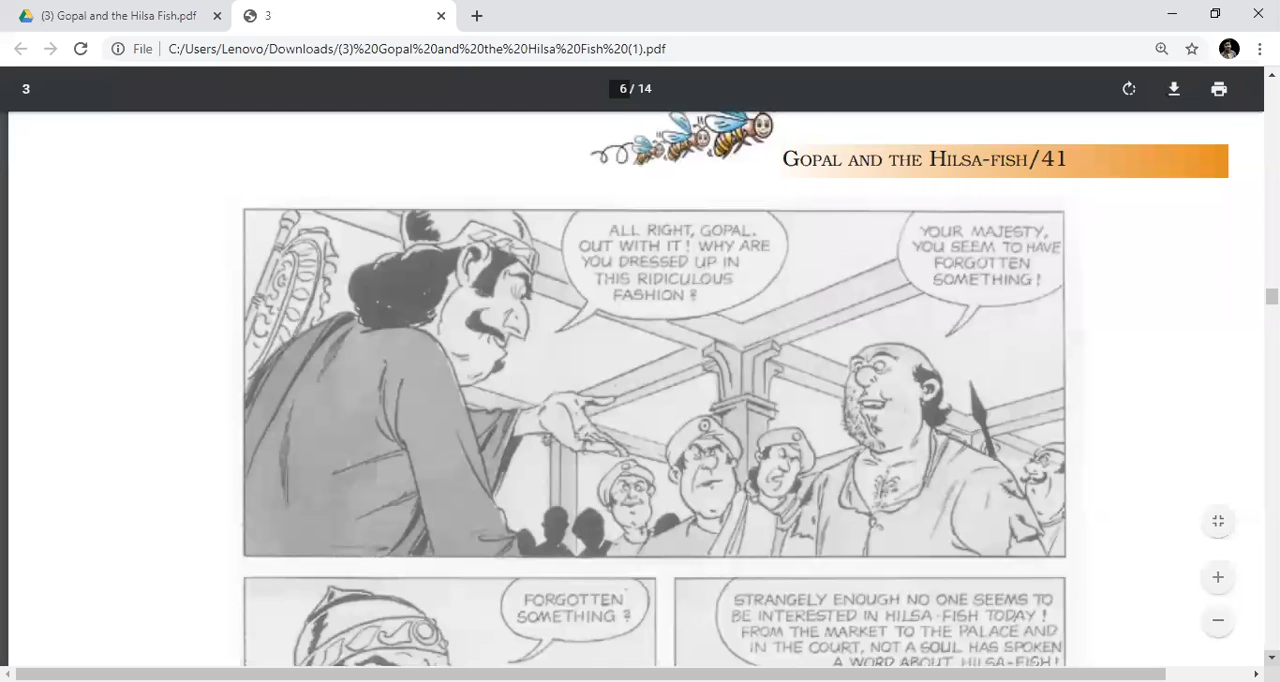 (3) Gopal and the Hilsa Fish.pdf
3
File
C:/Users/Lenovo/Downloads/(3)%20Gopal%20and%20the%20Hilsa%20Fish%20(1).pdf
3
6 / 14
GOPAL AND THE HILSA-FISH/41
ALL RIGHT, GOPAL.
OUT WITH IT! WHY ARE
YOU DRESSED UP IN
THIS RIDICULOUS
FASHION?
YOUR MAJESTY,
YOU SEEM TO HAVE
FORGOTTEN
SOMETHING!
FORGOTTEN
SOMETHING?
STRANGELY ENOUGH NO ONE SEEMS TO
BE INTERESTED IN HILSA-FISH TODAY!
FROM THE MARKET TO THE PALACE AND
IN THE COURT, NOT A SOUL HAS SPOKEN
A WORD ABOUT HILSA-FISH!